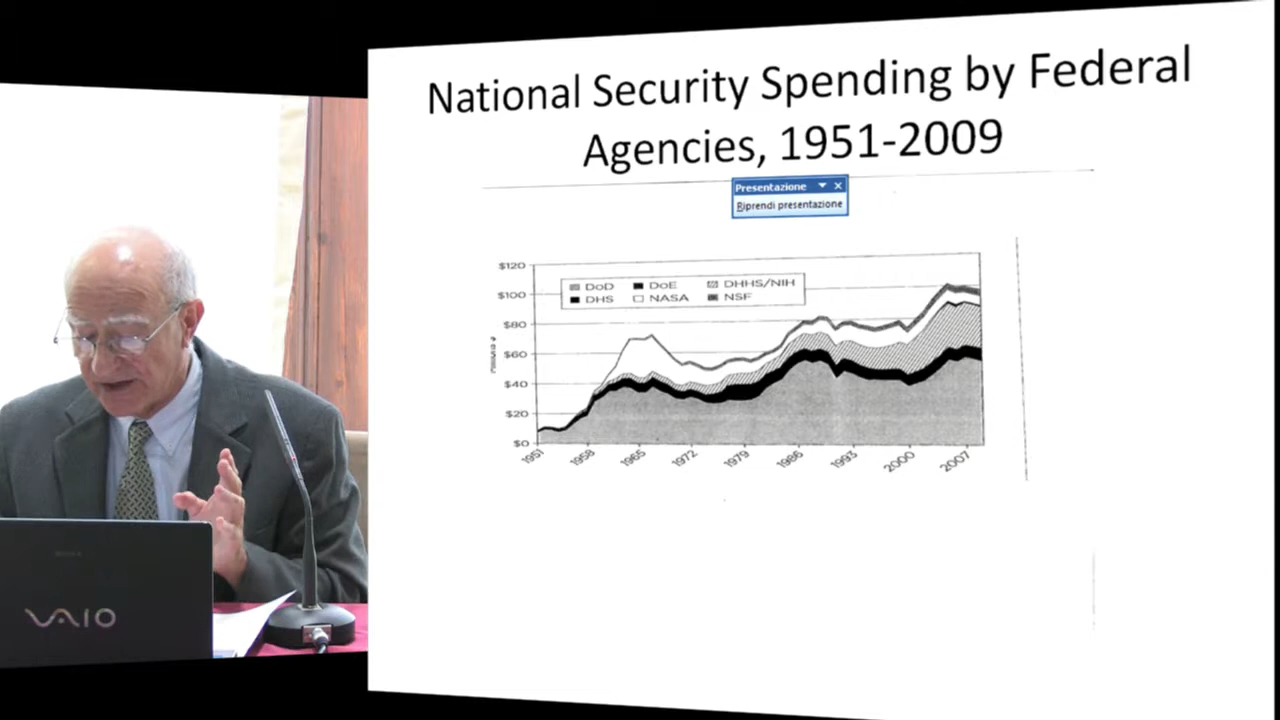 National Security Spending by Federal
Agencies, 1951-2009
Presentazione
Riprendi presentazione
$120
$100
$80
$60
$40
$20
$0
DoD DoE DHHS/NIH
DHS NASA NSF
1951 1958 1965 1972 1979 1986 1993 2000 2007
VAIO